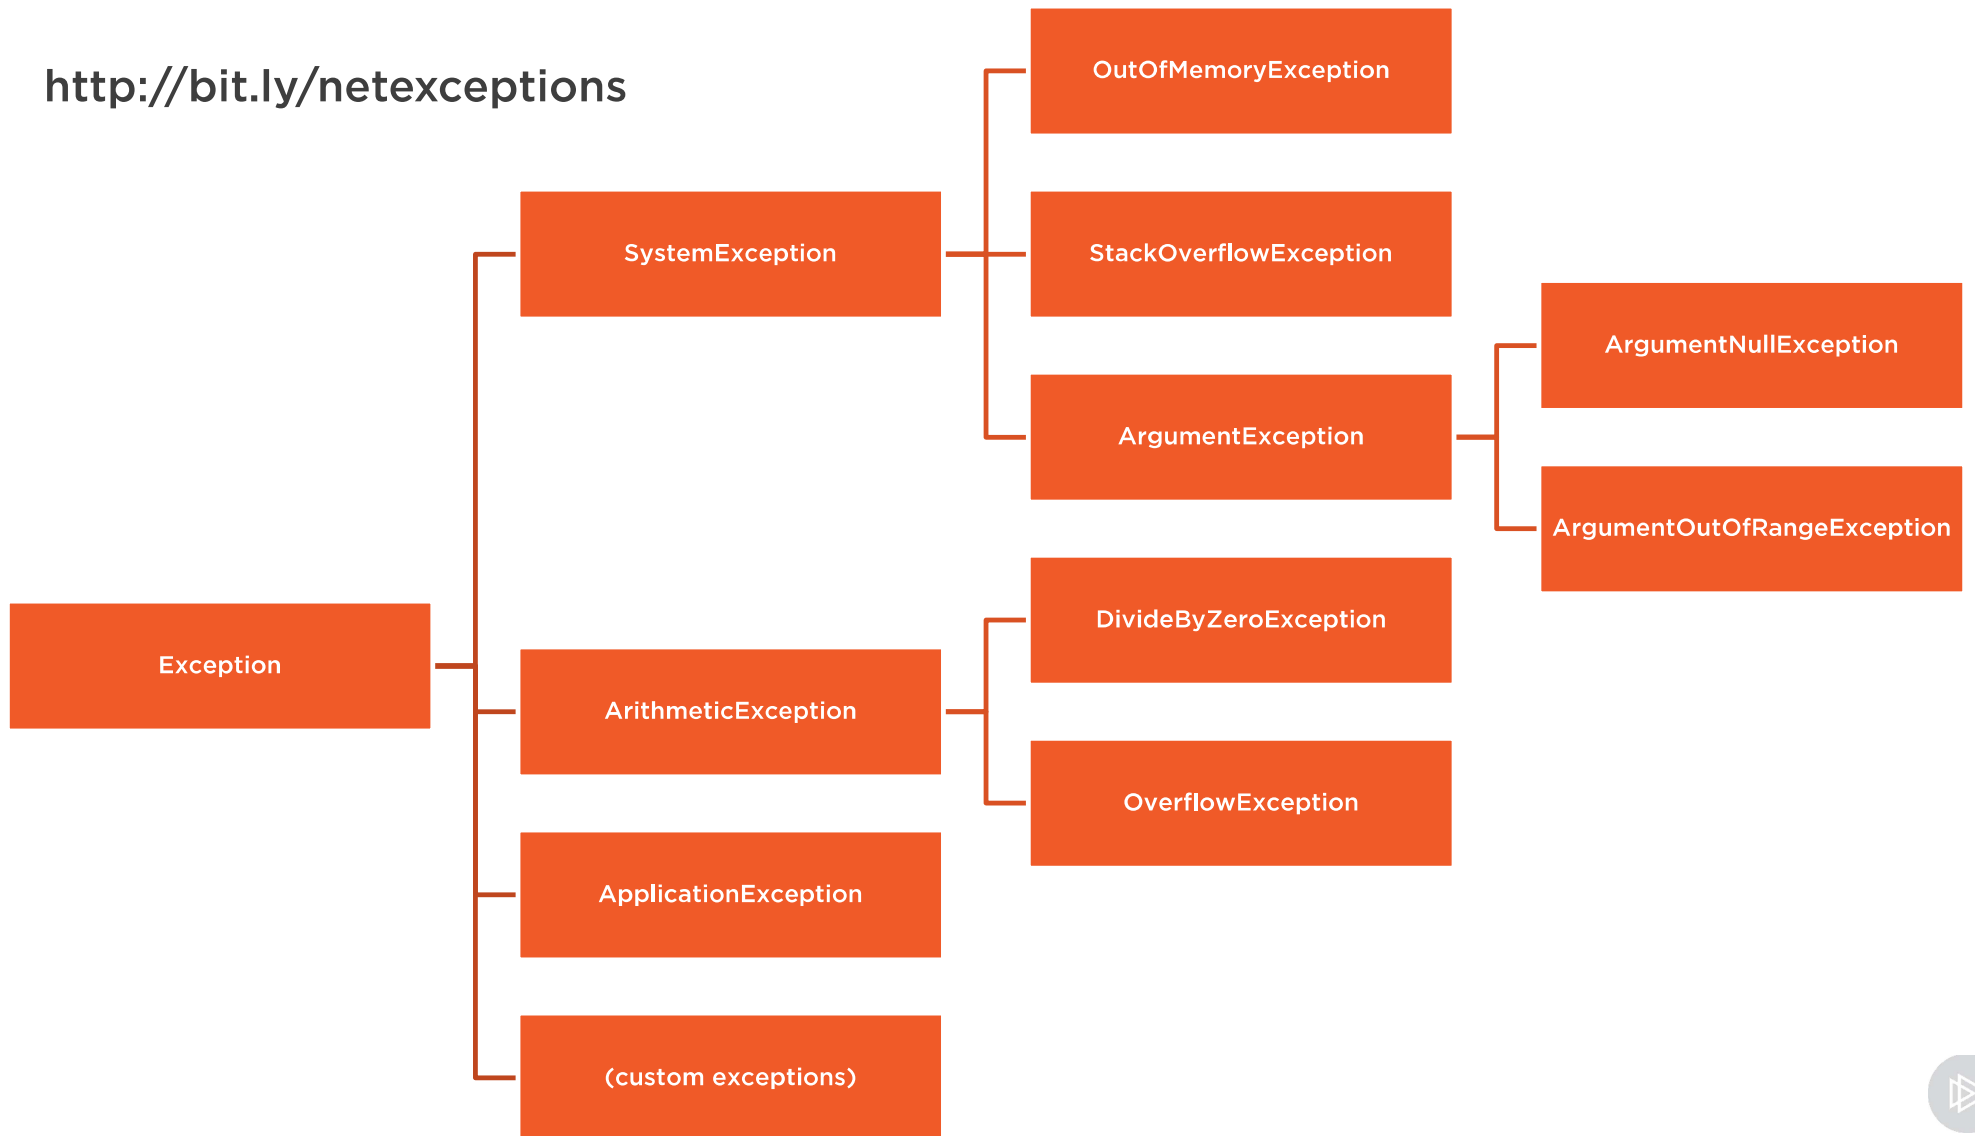 http://bit.ly/netexceptions
OutOfMemoryException
SystemException
StackOverflowException
ArgumentNullException
ArgumentException
ArgumentOutOfRangeException
DivideByZeroException
Exception
ArithmeticException
OverflowException
ApplicationException
(custom exceptions)